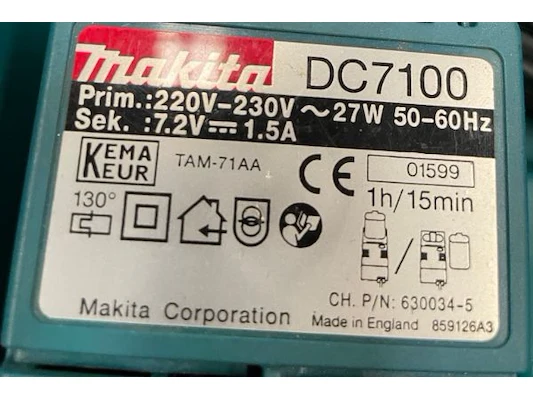 makita DC7100
Prim.:220V-230V ~ 27W 50-60Hz
Sek. :7.2V⎓ 1.5A
KEMA
KEUR
TAM-71AA
CE
01599
1h/15min
130°
CH. P/N: 630034-5
Makita Corporation
Made in England 859126A3